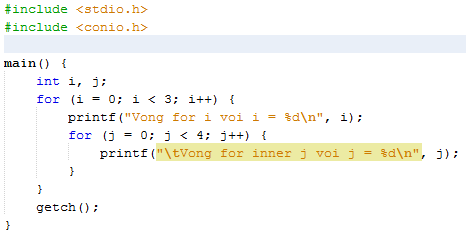 #include <stdio.h>
#include <conio.h>
main() {
    int i, j;
    for (i = 0; i < 3; i++) {
        printf("Vong for i voi i = %d\n", i);
        for (j = 0; j < 4; j++) {
            printf("\tVong for inner j voi j = %d\n", j);
        }
    }
    getch();
}